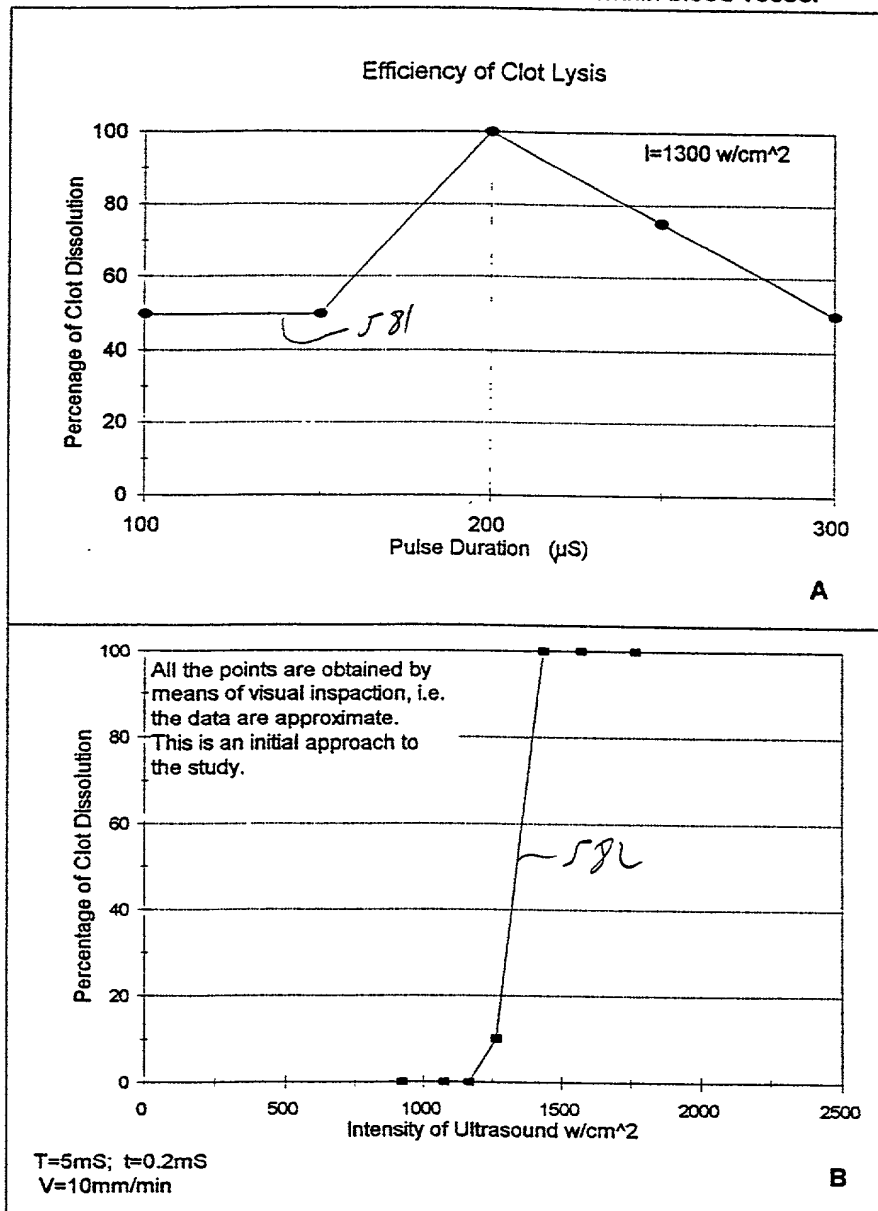 Efficiency of Clot Lysis
I=1300 w/cm^2
100
80
60
40
20
0
Percenage of Clot Dissolution
581
100
200
300
Pulse Duration (µS)
A
All the points are obtained by
means of visual inspaction, i.e.
the data are approximate.
This is an initial approach to
the study.
100
80
60
40
20
0
Percentage of Clot Dissolution
582
0
500
1000
1500
2000
2500
Intensity of Ultrasound w/cm^2
T=5mS; t=0.2mS
V=10mm/min
B